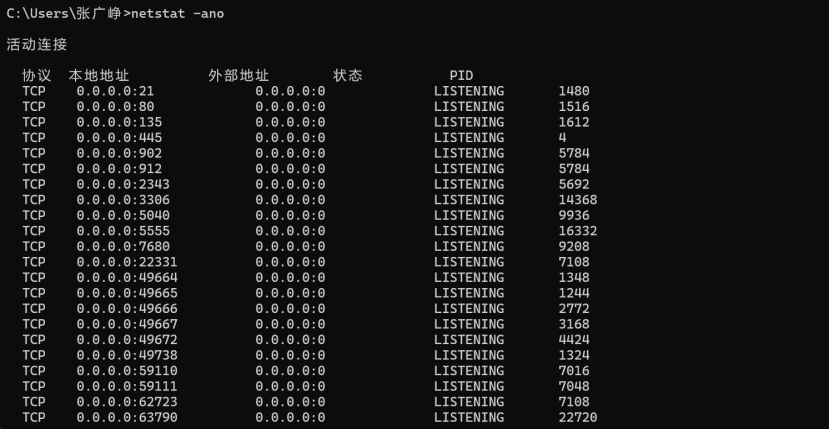 C:\Users\张广峥>netstat -ano
活动连接
协议 本地地址 外部地址 状态 PID
TCP 0.0.0.0:21 0.0.0.0:0 LISTENING 1480
TCP 0.0.0.0:80 0.0.0.0:0 LISTENING 1516
TCP 0.0.0.0:135 0.0.0.0:0 LISTENING 1612
TCP 0.0.0.0:445 0.0.0.0:0 LISTENING 4
TCP 0.0.0.0:902 0.0.0.0:0 LISTENING 5784
TCP 0.0.0.0:912 0.0.0.0:0 LISTENING 5784
TCP 0.0.0.0:2343 0.0.0.0:0 LISTENING 5692
TCP 0.0.0.0:3306 0.0.0.0:0 LISTENING 14368
TCP 0.0.0.0:5040 0.0.0.0:0 LISTENING 9936
TCP 0.0.0.0:5555 0.0.0.0:0 LISTENING 16332
TCP 0.0.0.0:7680 0.0.0.0:0 LISTENING 9208
TCP 0.0.0.0:22331 0.0.0.0:0 LISTENING 7108
TCP 0.0.0.0:49664 0.0.0.0:0 LISTENING 1348
TCP 0.0.0.0:49665 0.0.0.0:0 LISTENING 1244
TCP 0.0.0.0:49666 0.0.0.0:0 LISTENING 2772
TCP 0.0.0.0:49667 0.0.0.0:0 LISTENING 3168
TCP 0.0.0.0:49672 0.0.0.0:0 LISTENING 4424
TCP 0.0.0.0:49738 0.0.0.0:0 LISTENING 1324
TCP 0.0.0.0:59110 0.0.0.0:0 LISTENING 7016
TCP 0.0.0.0:59111 0.0.0.0:0 LISTENING 7048
TCP 0.0.0.0:62723 0.0.0.0:0 LISTENING 7108
TCP 0.0.0.0:63790 0.0.0.0:0 LISTENING 22720